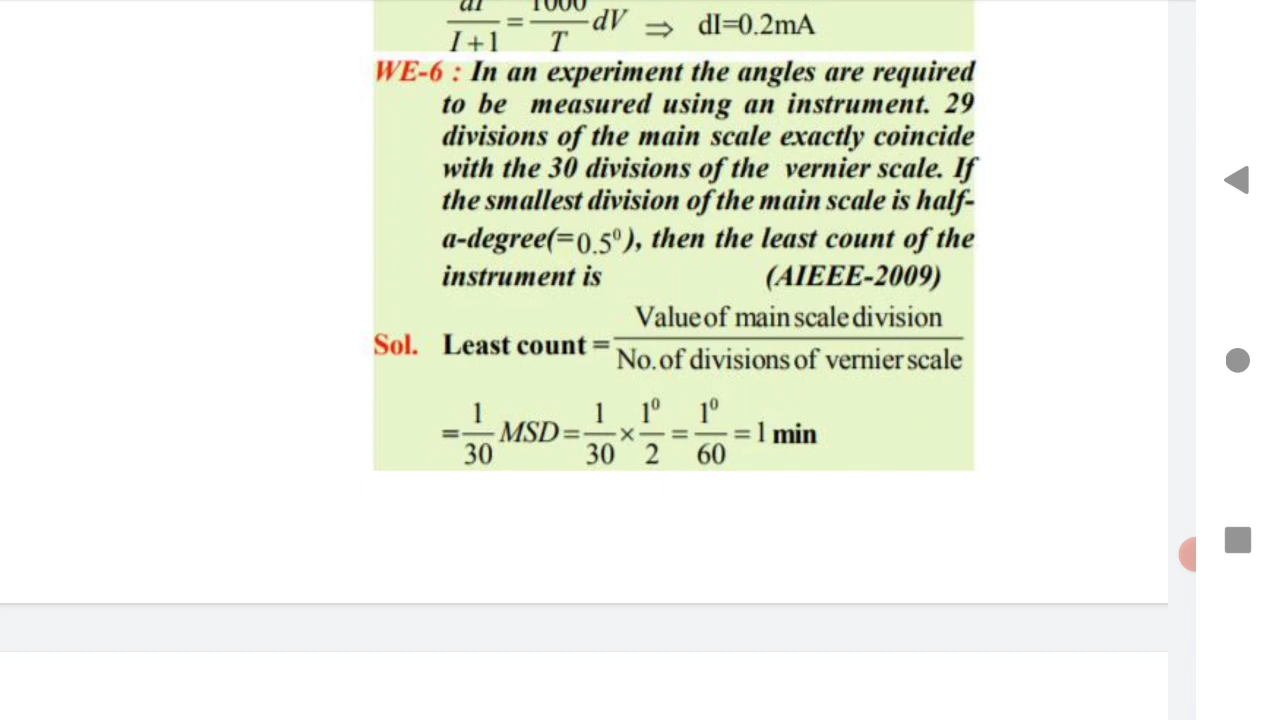 dI/(I+1) = 1000/T dV ⇒ dI=0.2mA
WE-6 : In an experiment the angles are required
to be measured using an instrument. 29
divisions of the main scale exactly coincide
with the 30 divisions of the vernier scale. If
the smallest division of the main scale is half-
a-degree(=0.5⁰), then the least count of the
instrument is (AIEEE-2009)
Sol. Least count = Value of main scale division / No. of divisions of vernier scale
= 1/30 MSD = 1/30 × 1⁰/2 = 1⁰/60 = 1 min